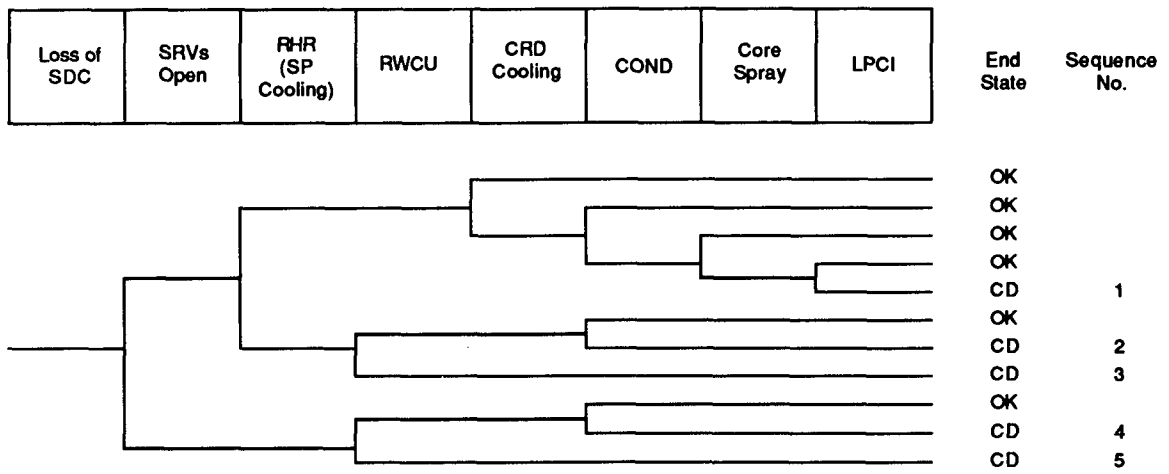 Loss of
SDC
SRVs
Open
RHR
(SP
Cooling)
RWCU
CRD
Cooling
COND
Core
Spray
LPCI
End
State
Sequence
No.
OK
OK
OK
OK
CD 1
OK
CD 2
CD 3
OK
CD 4
CD 5